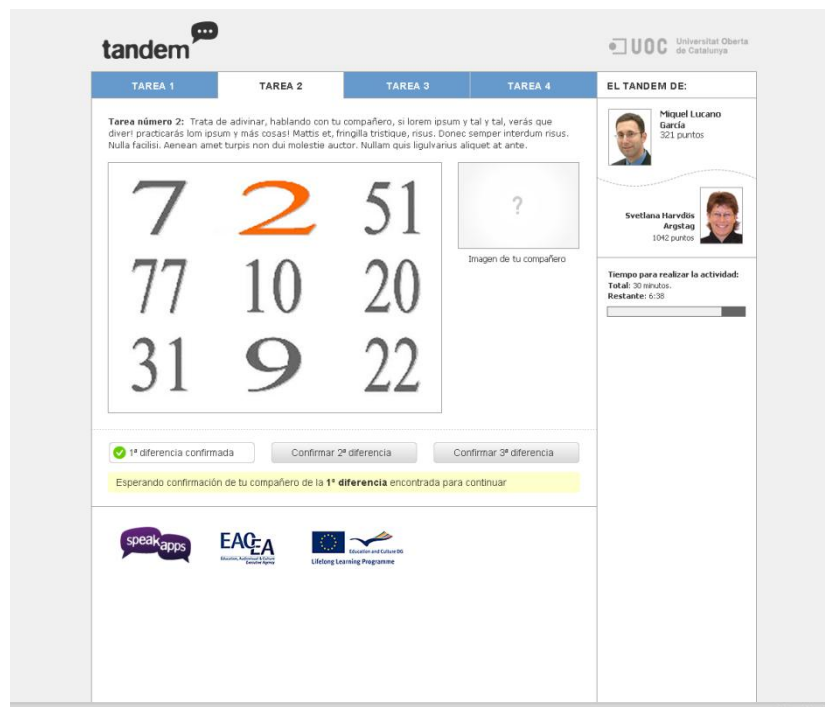 tandem
UOC Universitat Oberta
de Catalunya
TAREA 1 TAREA 2 TAREA 3 TAREA 4
EL TANDEM DE:
Tarea número 2: Trata de adivinar, hablando con tu compañero, si lorem ipsum y tal y tal, verás que
diver! practicarás lom ipsum y más cosas! Mattis et, fringilla tristique, risus. Donec semper interdum risus.
Nulla facilisi. Aenean amet turpis non dui molestie auctor. Nullam quis ligulvarius aliquet at ante.
7 2 51
77 10 20
31 9 22
?
Imagen de tu compañero
Miquel Lucano
García
321 puntos
Svetlana Harvdiis
Argstag
1042 puntos
Tiempo para realizar la actividad:
Total: 30 minutos.
Restante: 6:38
1ª diferencia confirmada
Confirmar 2ª diferencia
Confirmar 3ª diferencia
Esperando confirmación de tu compañero de la 1ª diferencia encontrada para continuar
speakapps
EACEA
Education, Audiovisual & Culture
Executive Agency
Education and Culture DG
Lifelong Learning Programme